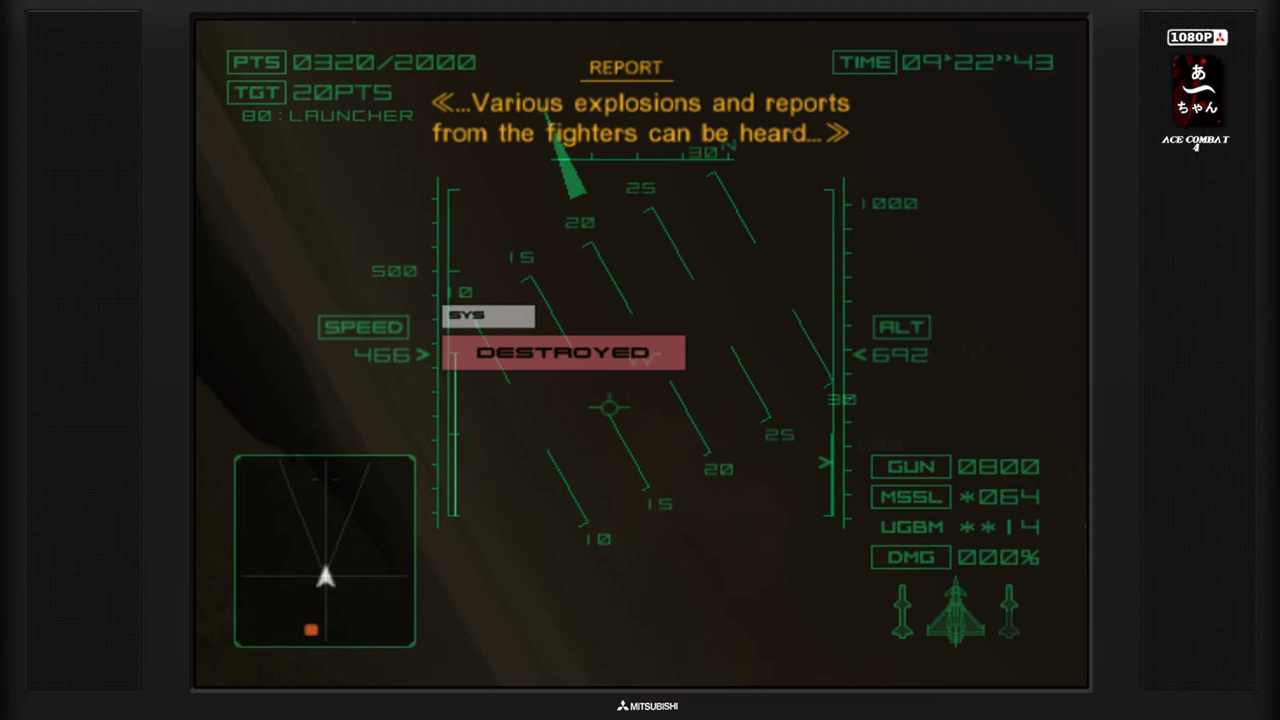 PTS 0320/2000
TGT 20PTS
80:LAUNCHER
REPORT
≪...Various explosions and reports
from the fighters can be heard...≫
TIME 09'22"43
1080P
あ
ー
ちゃん
ACE COMBAT
4
30 N
25
20
15
10
500
SPEED
466>
SYS
DESTROYED
1000
ALT
<692
30
25
20
15
10
GUN 0800
MSSL *064
UGBM **14
DMG 000%
MITSUBISHI